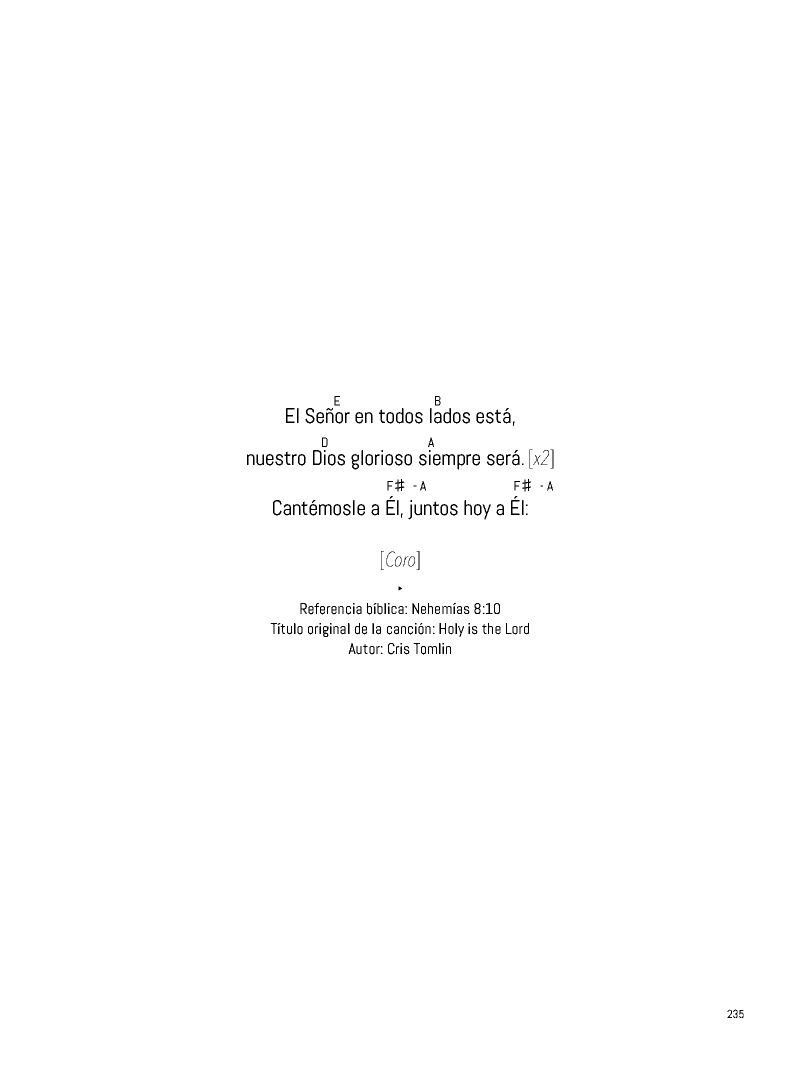 E B
El Señor en todos lados está,
D A
nuestro Dios glorioso siempre será. [x2]
F♯ - A F♯ - A
Cantémosle a Él, juntos hoy a Él:
[Coro]
▸
Referencia bíblica: Nehemías 8:10
Título original de la canción: Holy is the Lord
Autor: Cris Tomlin
235